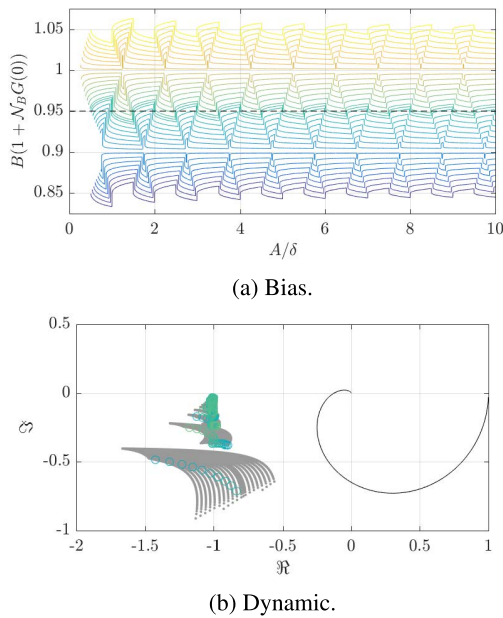 1.05
1
0.95
0.9
0.85
B(1 + 𝒩_B G(0))
0 2 4 6 8 10
A/δ
(a) Bias.
0.5
0
-0.5
-1
ℑ
-2 -1.5 -1 -0.5 0 0.5 1
ℜ
(b) Dynamic.